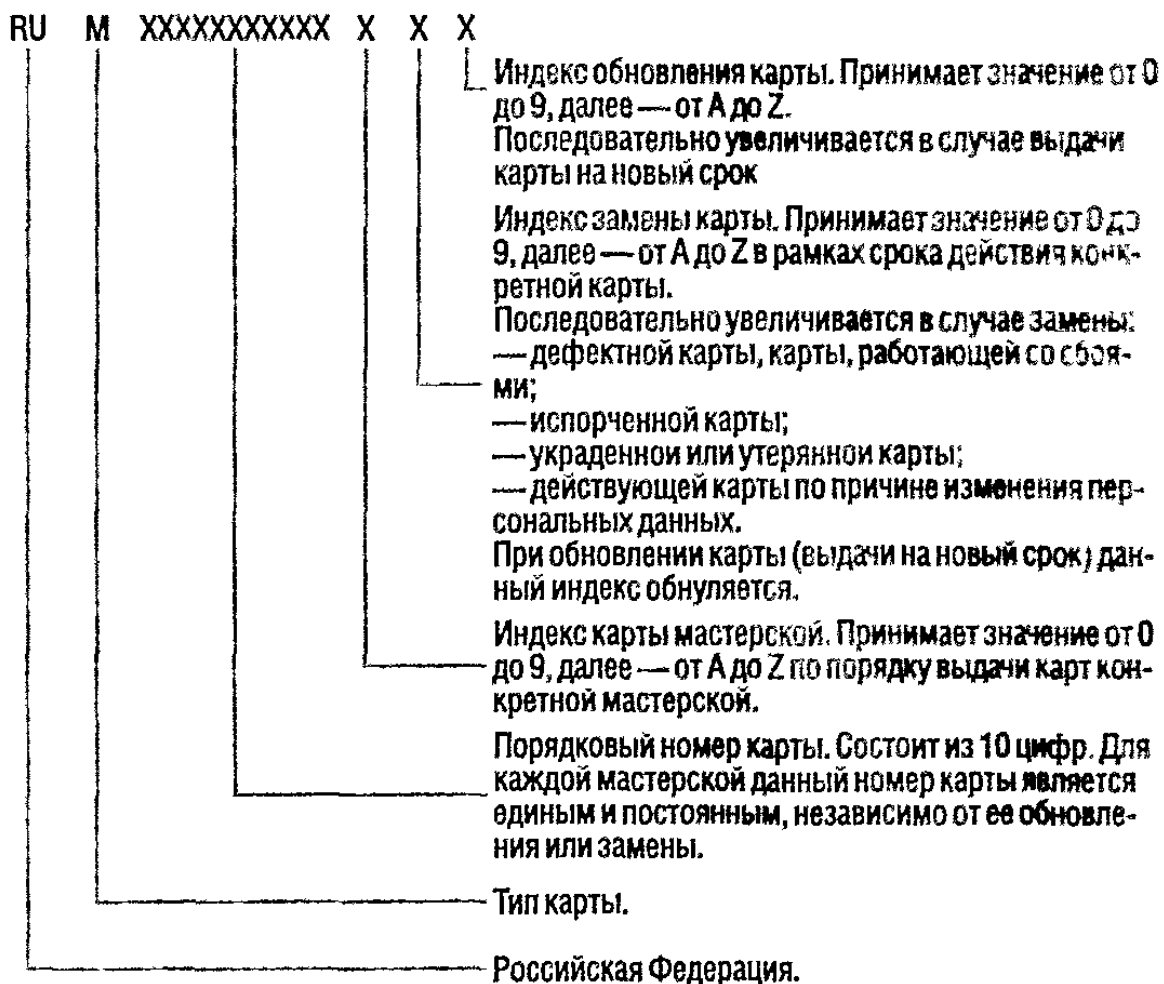 RU M XXXXXXXXXXX X X X
Индекс обновления карты. Принимает значение от 0
до 9, далее — от A до Z.
Последовательно увеличивается в случае выдачи
карты на новый срок
Индекс замены карты. Принимает значение от 0 до
9, далее — от A до Z в рамках срока действия конк-
ретной карты.
Последовательно увеличивается в случае замены:
— дефектной карты, карты, работающей со сбоя-
ми;
— испорченной карты;
— украденнои или утеряннои карты;
— действующей карты по причине изменения пер-
сональных данных.
При обновлении карты (выдачи на новый срок) дан-
ный индекс обнуляется.
Индекс карты мастерской. Принимает значение от 0
до 9, далее — от A до Z по порядку выдачи карт кон-
кретной мастерской.
Порядковый номер карты. Состоит из 10 цифр. Для
каждой мастерской данный номер карты является
единым и постоянным, независимо от ее обновле-
ния или замены.
Тип карты.
Российская Федерация.